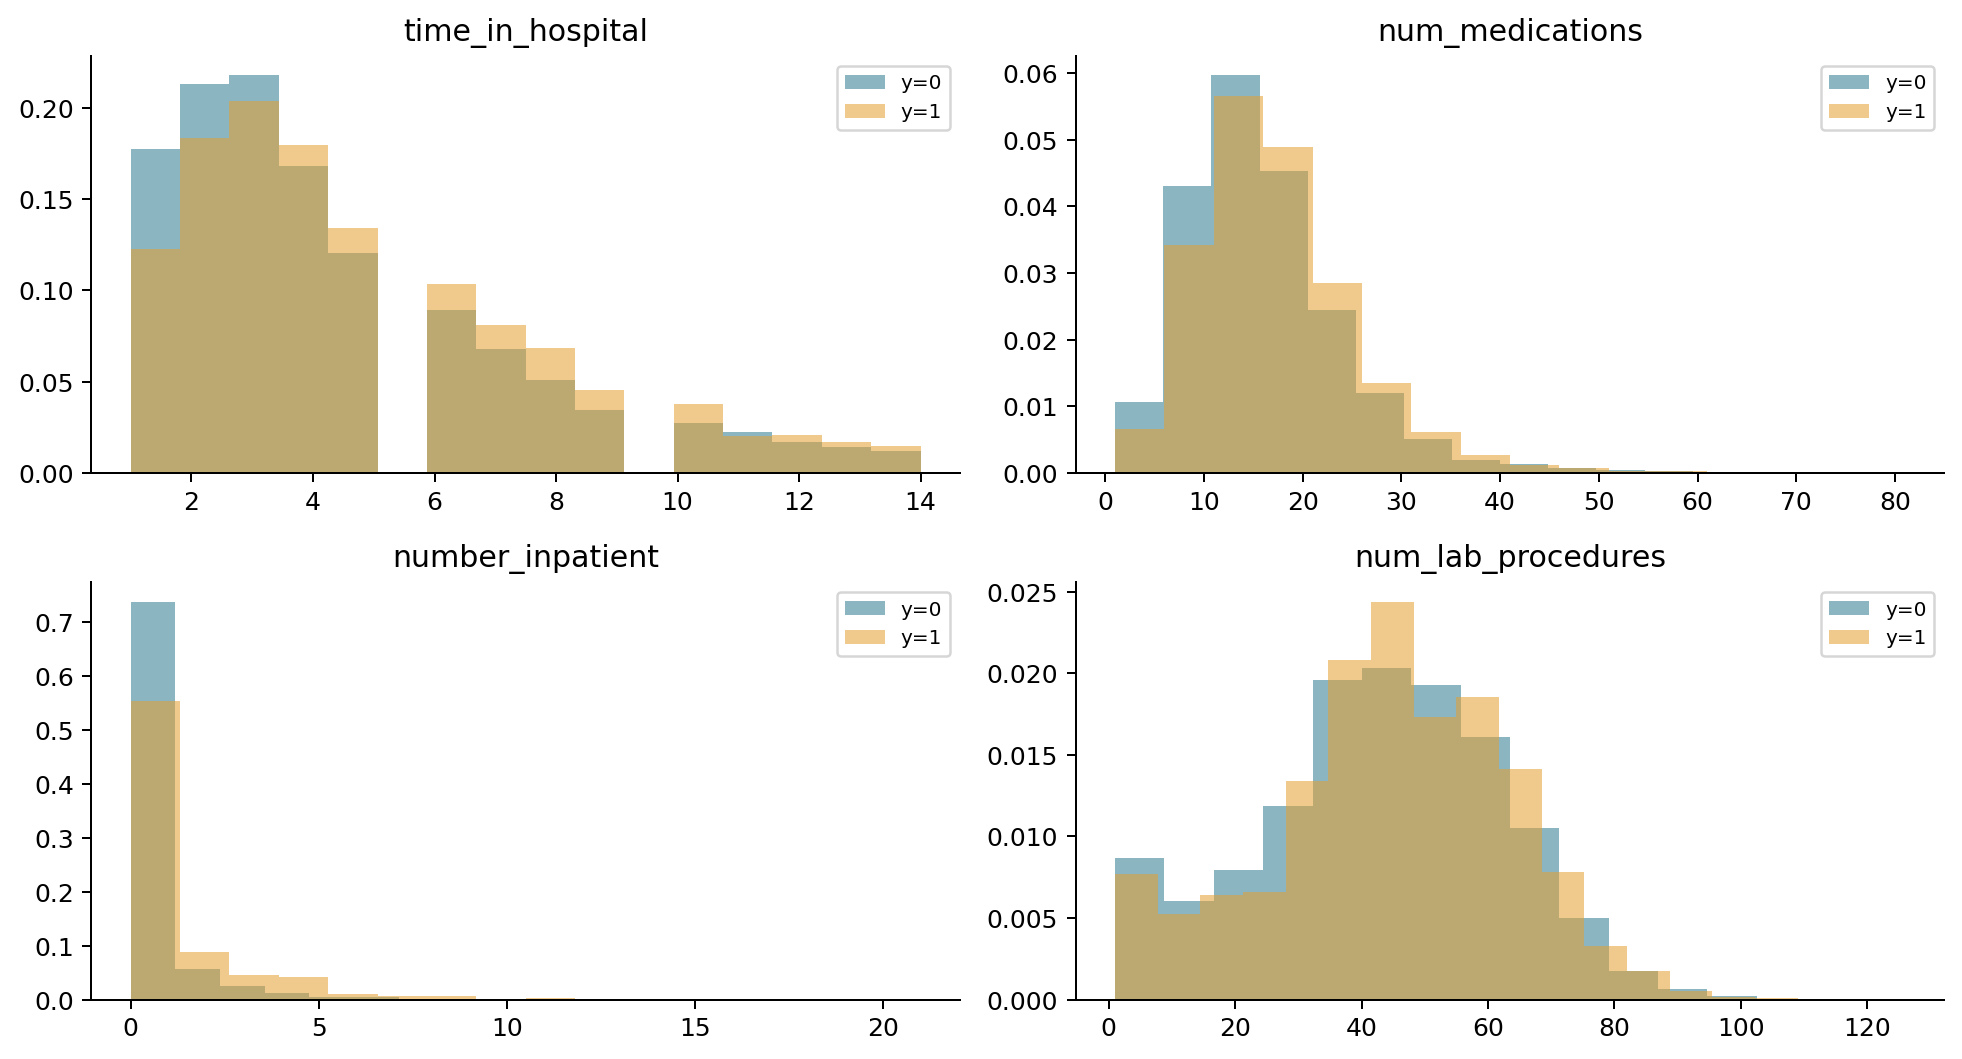 time_in_hospital
y=0
y=1
0.20
0.15
0.10
0.05
0.00
2 4 6 8 10 12 14
num_medications
y=0
y=1
0.06
0.05
0.04
0.03
0.02
0.01
0.00
0 10 20 30 40 50 60 70 80
number_inpatient
y=0
y=1
0.7
0.6
0.5
0.4
0.3
0.2
0.1
0.0
0 5 10 15 20
num_lab_procedures
y=0
y=1
0.025
0.020
0.015
0.010
0.005
0.000
0 20 40 60 80 100 120